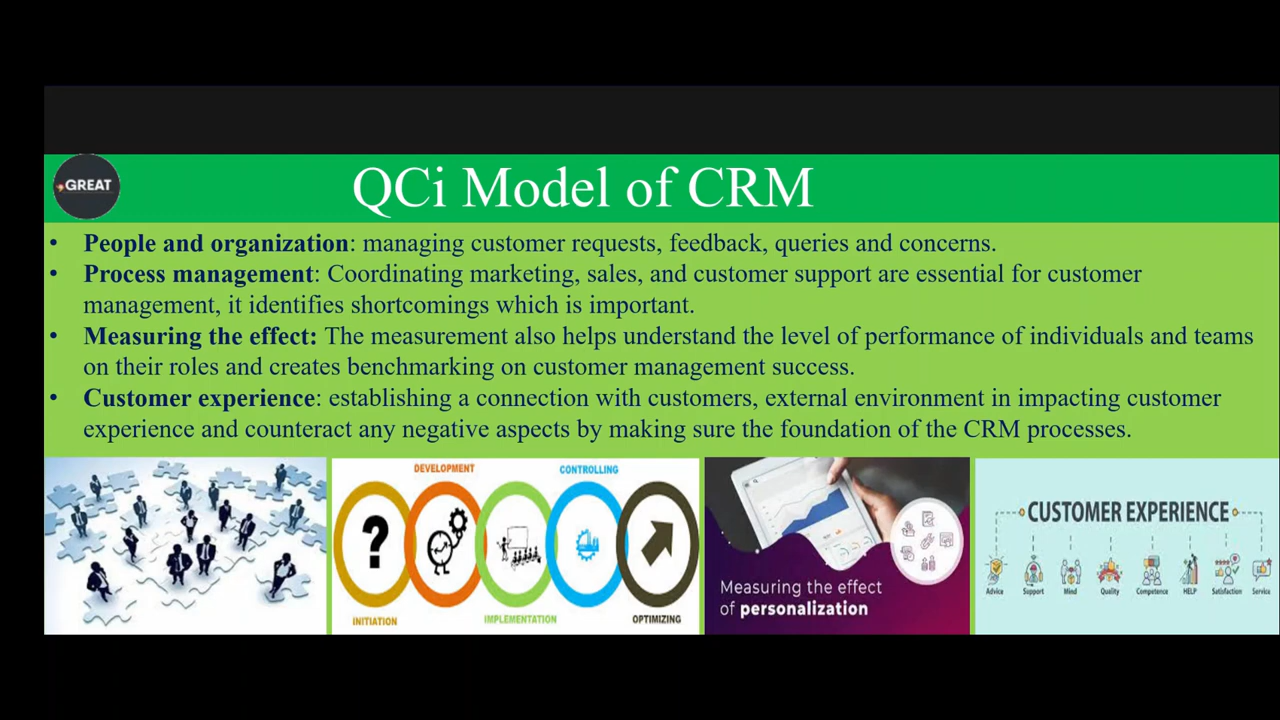 GREAT
QCi Model of CRM
• People and organization: managing customer requests, feedback, queries and concerns.
• Process management: Coordinating marketing, sales, and customer support are essential for customer
management, it identifies shortcomings which is important.
• Measuring the effect: The measurement also helps understand the level of performance of individuals and teams
on their roles and creates benchmarking on customer management success.
• Customer experience: establishing a connection with customers, external environment in impacting customer
experience and counteract any negative aspects by making sure the foundation of the CRM processes.
DEVELOPMENT
CONTROLLING
INITIATION
IMPLEMENTATION
OPTIMIZING
Measuring the effect
of personalization
CUSTOMER EXPERIENCE
Advice Support Mind Quality Competence HELP Satisfaction Service